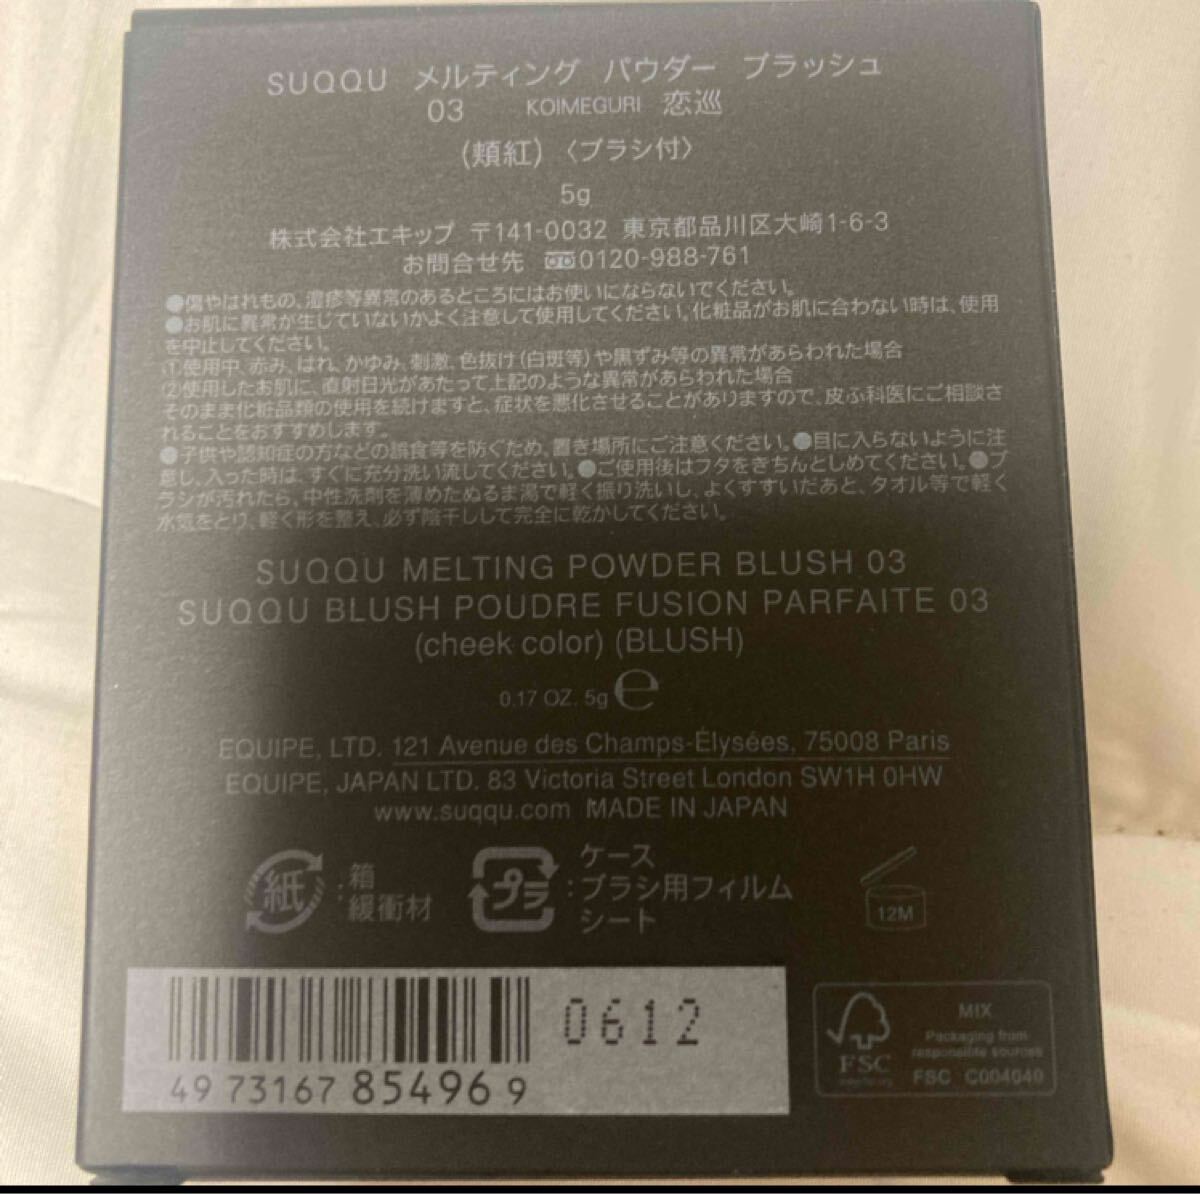 SUQQU メルティング パウダー ブラッシュ
03 KOIMEGURI 恋巡
(頬紅)〈ブラシ付〉
5g
株式会社エキップ 〒141-0032 東京都品川区大崎1-6-3
お問合せ先 0120-988-761
●傷やはれもの、湿疹等異常のあるところにはお使いにならないでください。
●お肌に異常が生じていないかよく注意して使用してください。化粧品がお肌に合わない時は、使用
を中止してください。
①使用中、赤み、はれ、かゆみ、刺激、色抜け(白斑等)や黒ずみ等の異常があらわれた場合
②使用したお肌に、直射日光があたって上記のような異常があらわれた場合
そのまま化粧品類の使用を続けますと、症状を悪化させることがありますので、皮ふ科医にご相談さ
れることをおすすめします。
●子供や認知症の方などの誤食等を防ぐため、置き場所にご注意ください。●目に入らないように注
意し、入った時は、すぐに充分洗い流してください。●ご使用後はフタをきちんとしめてください。●ブ
ラシが汚れたら、中性洗剤を薄めたぬるま湯で軽く振り洗いし、よくすすいだあと、タオル等で軽く
水気をとり、軽く形を整え、必ず陰干しして完全に乾かしてください。
SUQQU MELTING POWDER BLUSH 03
SUQQU BLUSH POUDRE FUSION PARFAITE 03
(cheek color) (BLUSH)
0.17 OZ. 5g ℮
EQUIPE, LTD. 121 Avenue des Champs-Élysées, 75008 Paris
EQUIPE, JAPAN LTD. 83 Victoria Street London SW1H 0HW
www.suqqu.com MADE IN JAPAN
紙 :箱
緩衝材
プラ :ケース
ブラシ用フィルム
シート
12M
0612
4973167854969
FSC
MIX
Packaging from
responsible sources
FSC C004040